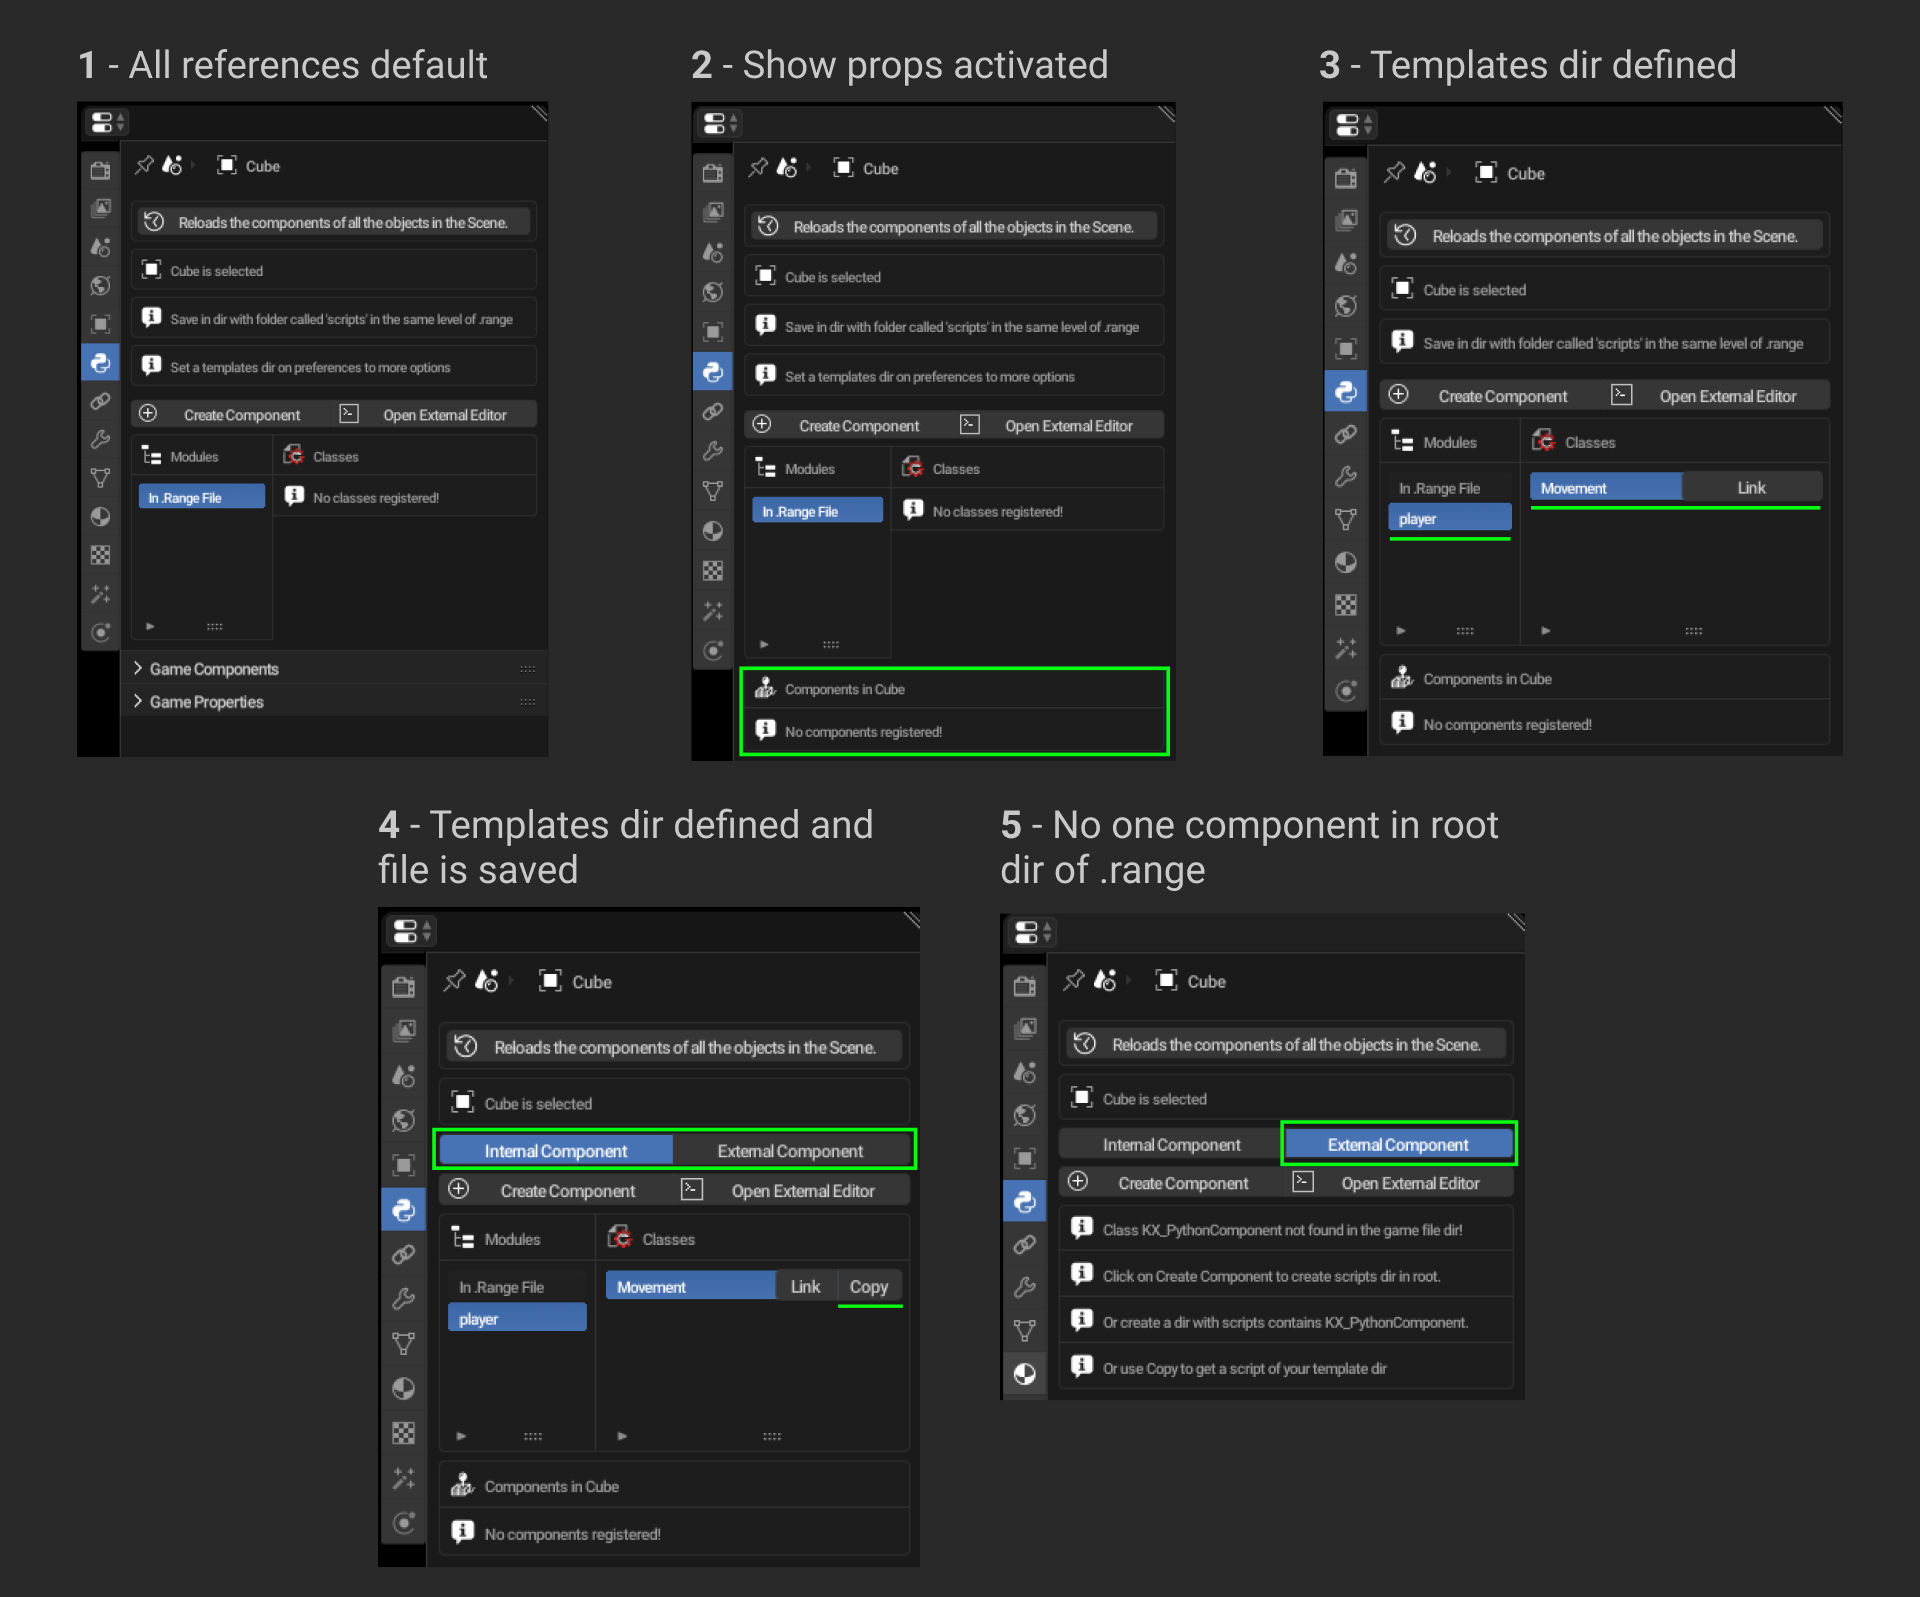 1 - All references default
Cube
Reloads the components of all the objects in the Scene.
Cube is selected
Save in dir with folder called 'scripts' in the same level of .range
Set a templates dir on preferences to more options
Create Component Open External Editor
Modules Classes
In .Range File No classes registered!
Game Components
Game Properties
2 - Show props activated
Cube
Reloads the components of all the objects in the Scene.
Cube is selected
Save in dir with folder called 'scripts' in the same level of .range
Set a templates dir on preferences to more options
Create Component Open External Editor
Modules Classes
In .Range File No classes registered!
Components in Cube
No components registered!
3 - Templates dir defined
Cube
Reloads the components of all the objects in the Scene.
Cube is selected
Save in dir with folder called 'scripts' in the same level of .range
Create Component Open External Editor
Modules Classes
In .Range File Movement Link
player
Components in Cube
No components registered!
4 - Templates dir defined and
file is saved
Cube
Reloads the components of all the objects in the Scene.
Cube is selected
Internal Component External Component
Create Component Open External Editor
Modules Classes
In .Range File Movement Link Copy
player
Components in Cube
No components registered!
5 - No one component in root
dir of .range
Cube
Reloads the components of all the objects in the Scene.
Cube is selected
Internal Component External Component
Create Component Open External Editor
Class KX_PythonComponent not found in the game file dir!
Click on Create Component to create scripts dir in root.
Or create a dir with scripts contains KX_PythonComponent.
Or use Copy to get a script of your template dir